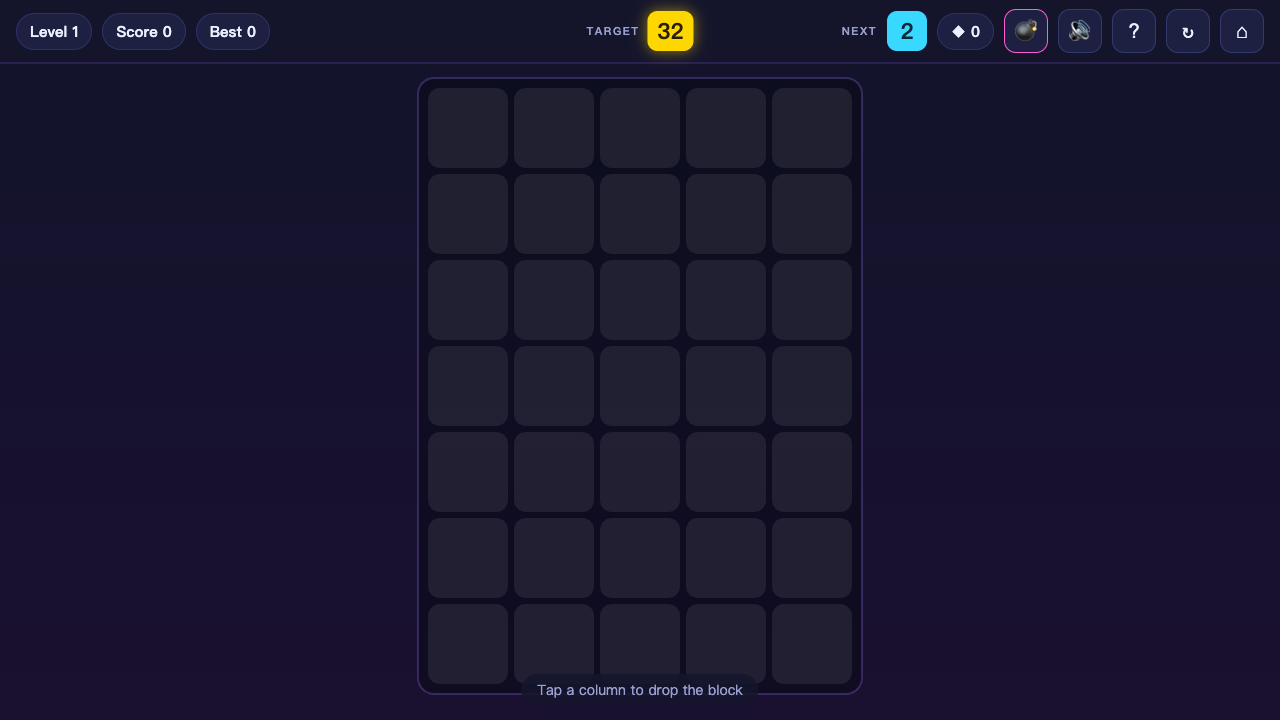 Level 1 Score 0 Best 0 TARGET 32 NEXT 2 ◆ 0 ? ↻ ⌂
Tap a column to drop the block